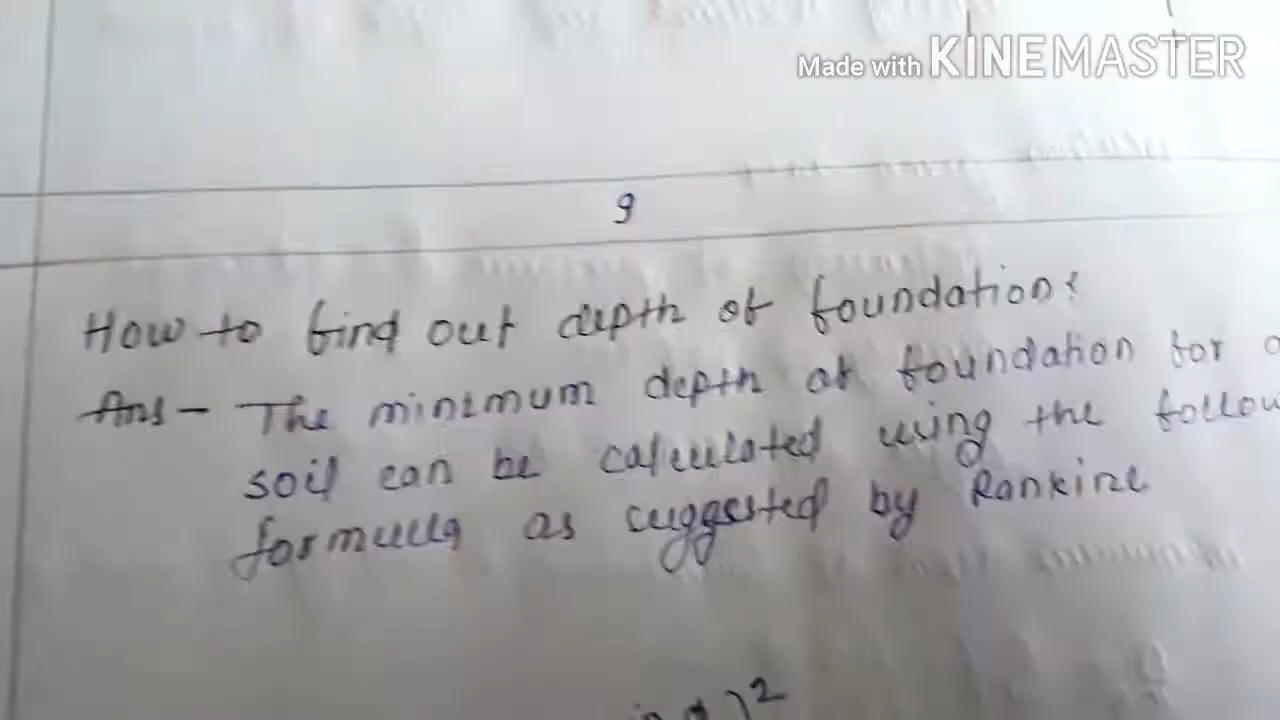 Made with KINEMASTER
9
How to find out depth of foundation?
Ans - The minimum depth of foundation for a
soil can be calculated using the follow
formula as suggested by Rankine
)2